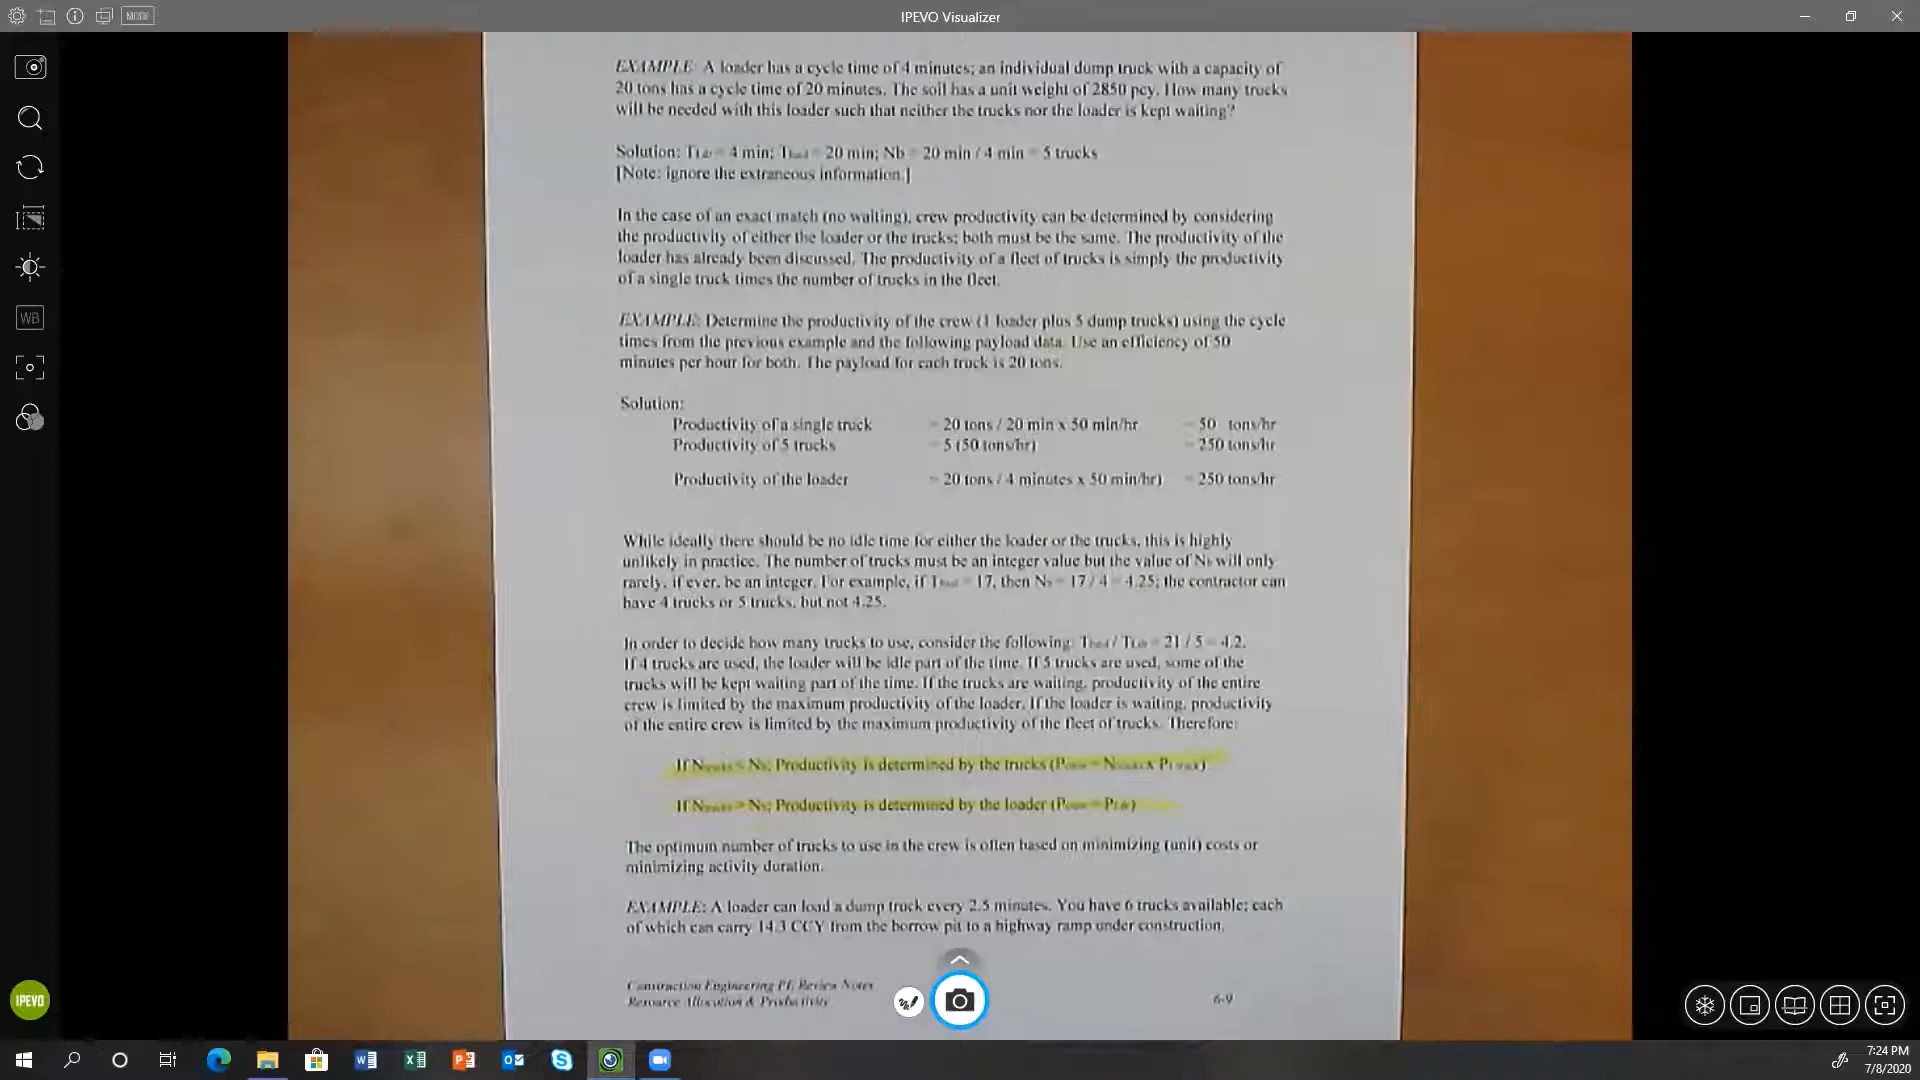 MODE
IPEVO Visualizer
WB
EXAMPLE: A loader has a cycle time of 4 minutes; an individual dump truck with a capacity of
20 tons has a cycle time of 20 minutes. The soil has a unit weight of 2850 pcy. How many trucks
will be needed with this loader such that neither the trucks nor the loader is kept waiting?
Solution: 4 min; 20 min; Nb = 20 min / 4 min = 5 trucks
[Note: ignore the extraneous information.]
In the case of an exact match (no waiting), crew productivity can be determined by considering
the productivity of either the loader or the trucks; both must be the same. The productivity of the
loader has already been discussed. The productivity of a fleet of trucks is simply the productivity
of a single truck times the number of trucks in the fleet.
EXAMPLE: Determine the productivity of the crew (1 loader plus 5 dump trucks) using the cycle
times from the previous example and the following payload data. Use an efficiency of 50
minutes per hour for both. The payload for each truck is 20 tons.
Solution:
Productivity of a single truck = 20 tons / 20 min x 50 min/hr = 50 tons/hr
Productivity of 5 trucks = 5 (50 tons/hr) = 250 tons/hr
Productivity of the loader = 20 tons / 4 minutes x 50 min/hr) = 250 tons/hr
While ideally there should be no idle time for either the loader or the trucks, this is highly
unlikely in practice. The number of trucks must be an integer value but the value of Nb will only
rarely, if ever, be an integer. For example, if = 17, then Nb = 17 / 4 = 4.25; the contractor can
have 4 trucks or 5 trucks, but not 4.25.
In order to decide how many trucks to use, consider the following: = 21 / 5 = 4.2.
If 4 trucks are used, the loader will be idle part of the time. If 5 trucks are used, some of the
trucks will be kept waiting part of the time. If the trucks are waiting, productivity of the entire
crew is limited by the maximum productivity of the loader. If the loader is waiting, productivity
of the entire crew is limited by the maximum productivity of the fleet of trucks. Therefore:
If Productivity is determined by the trucks
If Productivity is determined by the loader
The optimum number of trucks to use in the crew is often based on minimizing (unit) costs or
minimizing activity duration.
EXAMPLE: A loader can load a dump truck every 2.5 minutes. You have 6 trucks available; each
of which can carry 14.3 CCY from the borrow pit to a highway ramp under construction.
Construction Engineering PE Review Notes
Resource Allocation & Productivity
6-9
IPEVO
7:24 PM
7/8/2020